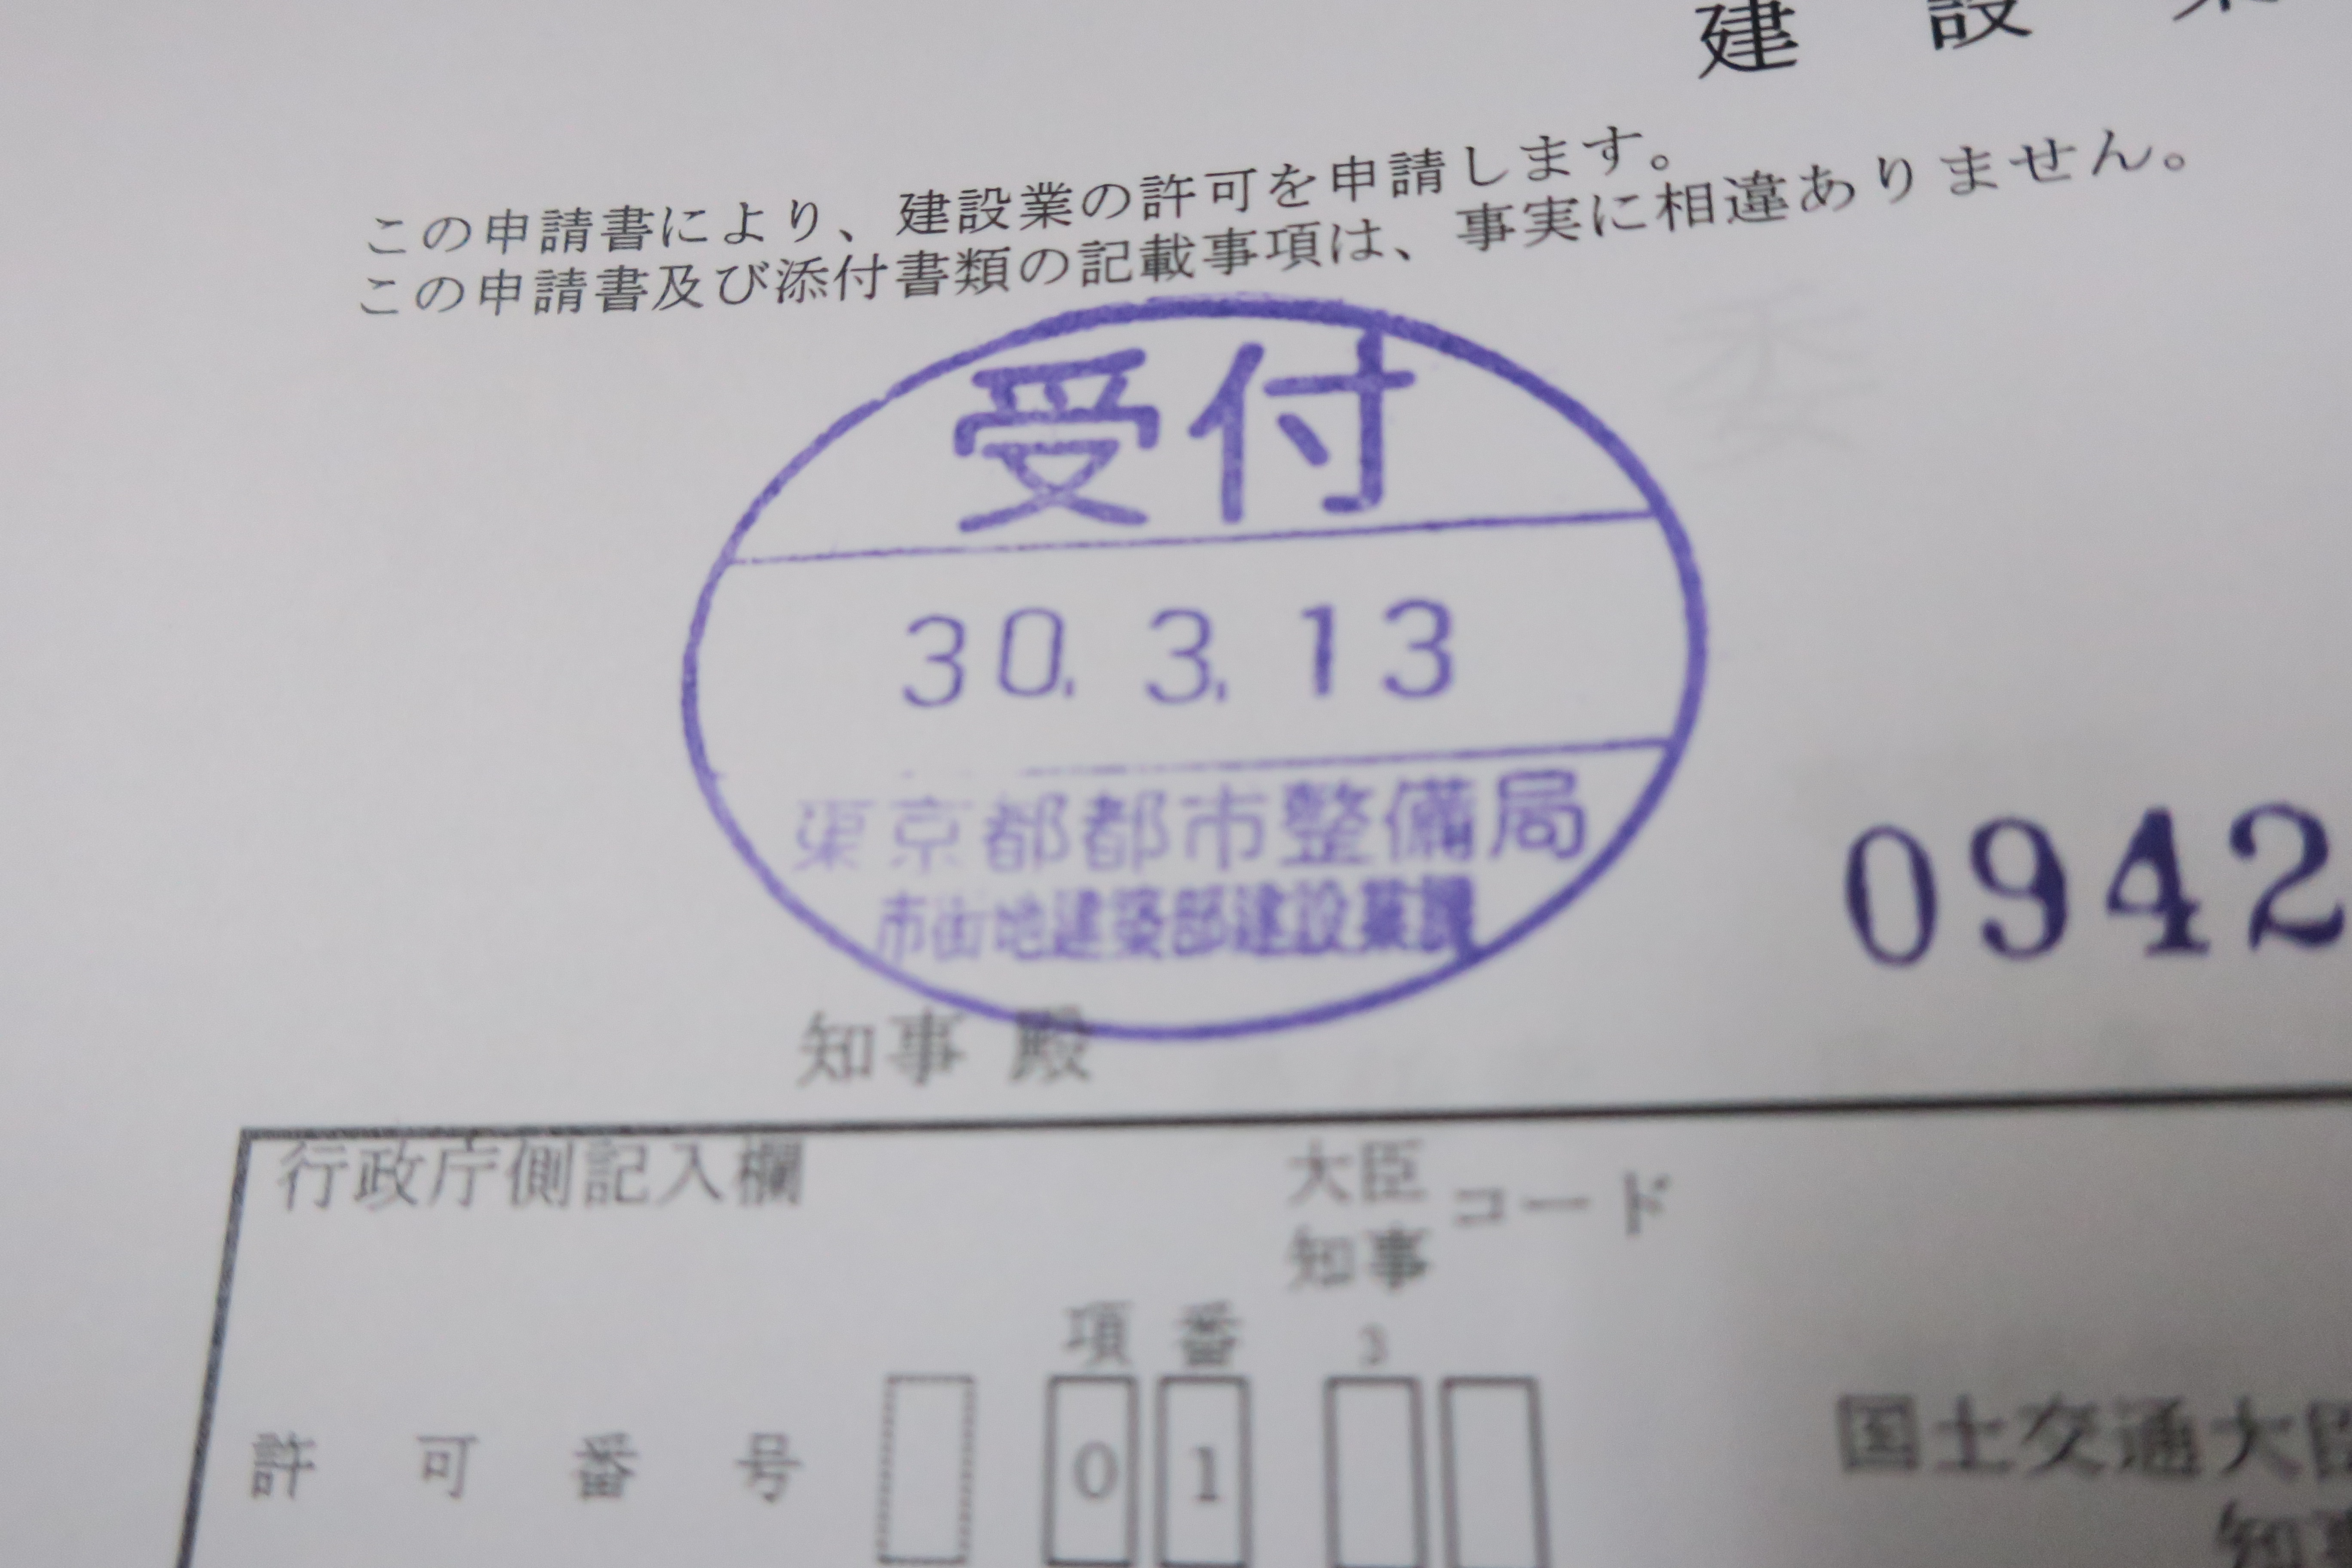 建設
この申請書により、建設業の許可を申請します。
この申請書及び添付書類の記載事項は、事実に相違ありません。
受付
30. 3. 13
東京都都市整備局
市街地建築部建設業課
0942
知事 殿
行政庁側記入欄
大臣
知事 コード
項番 3
許可番号 01
国土交通大臣
知事